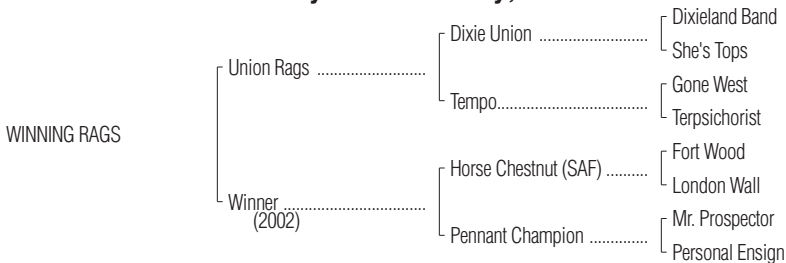 Dixieland Band
Dixie Union ..............................
She's Tops
Union Rags ..............................
Gone West
Tempo..........................................
Terpsichorist
WINNING RAGS
Fort Wood
Horse Chestnut (SAF) ...........
London Wall
Winner .......................................
(2002)
Mr. Prospector
Pennant Champion ................
Personal Ensign